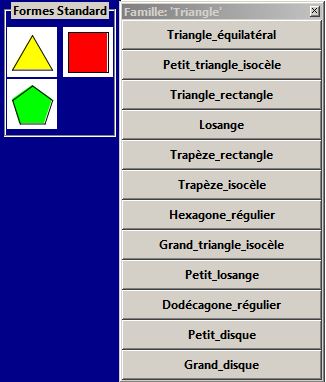 Formes Standard
Famille: 'Triangle'
Triangle_équilatéral
Petit_triangle_isocèle
Triangle_rectangle
Losange
Trapèze_rectangle
Trapèze_isocèle
Hexagone_régulier
Grand_triangle_isocèle
Petit_losange
Dodécagone_régulier
Petit_disque
Grand_disque